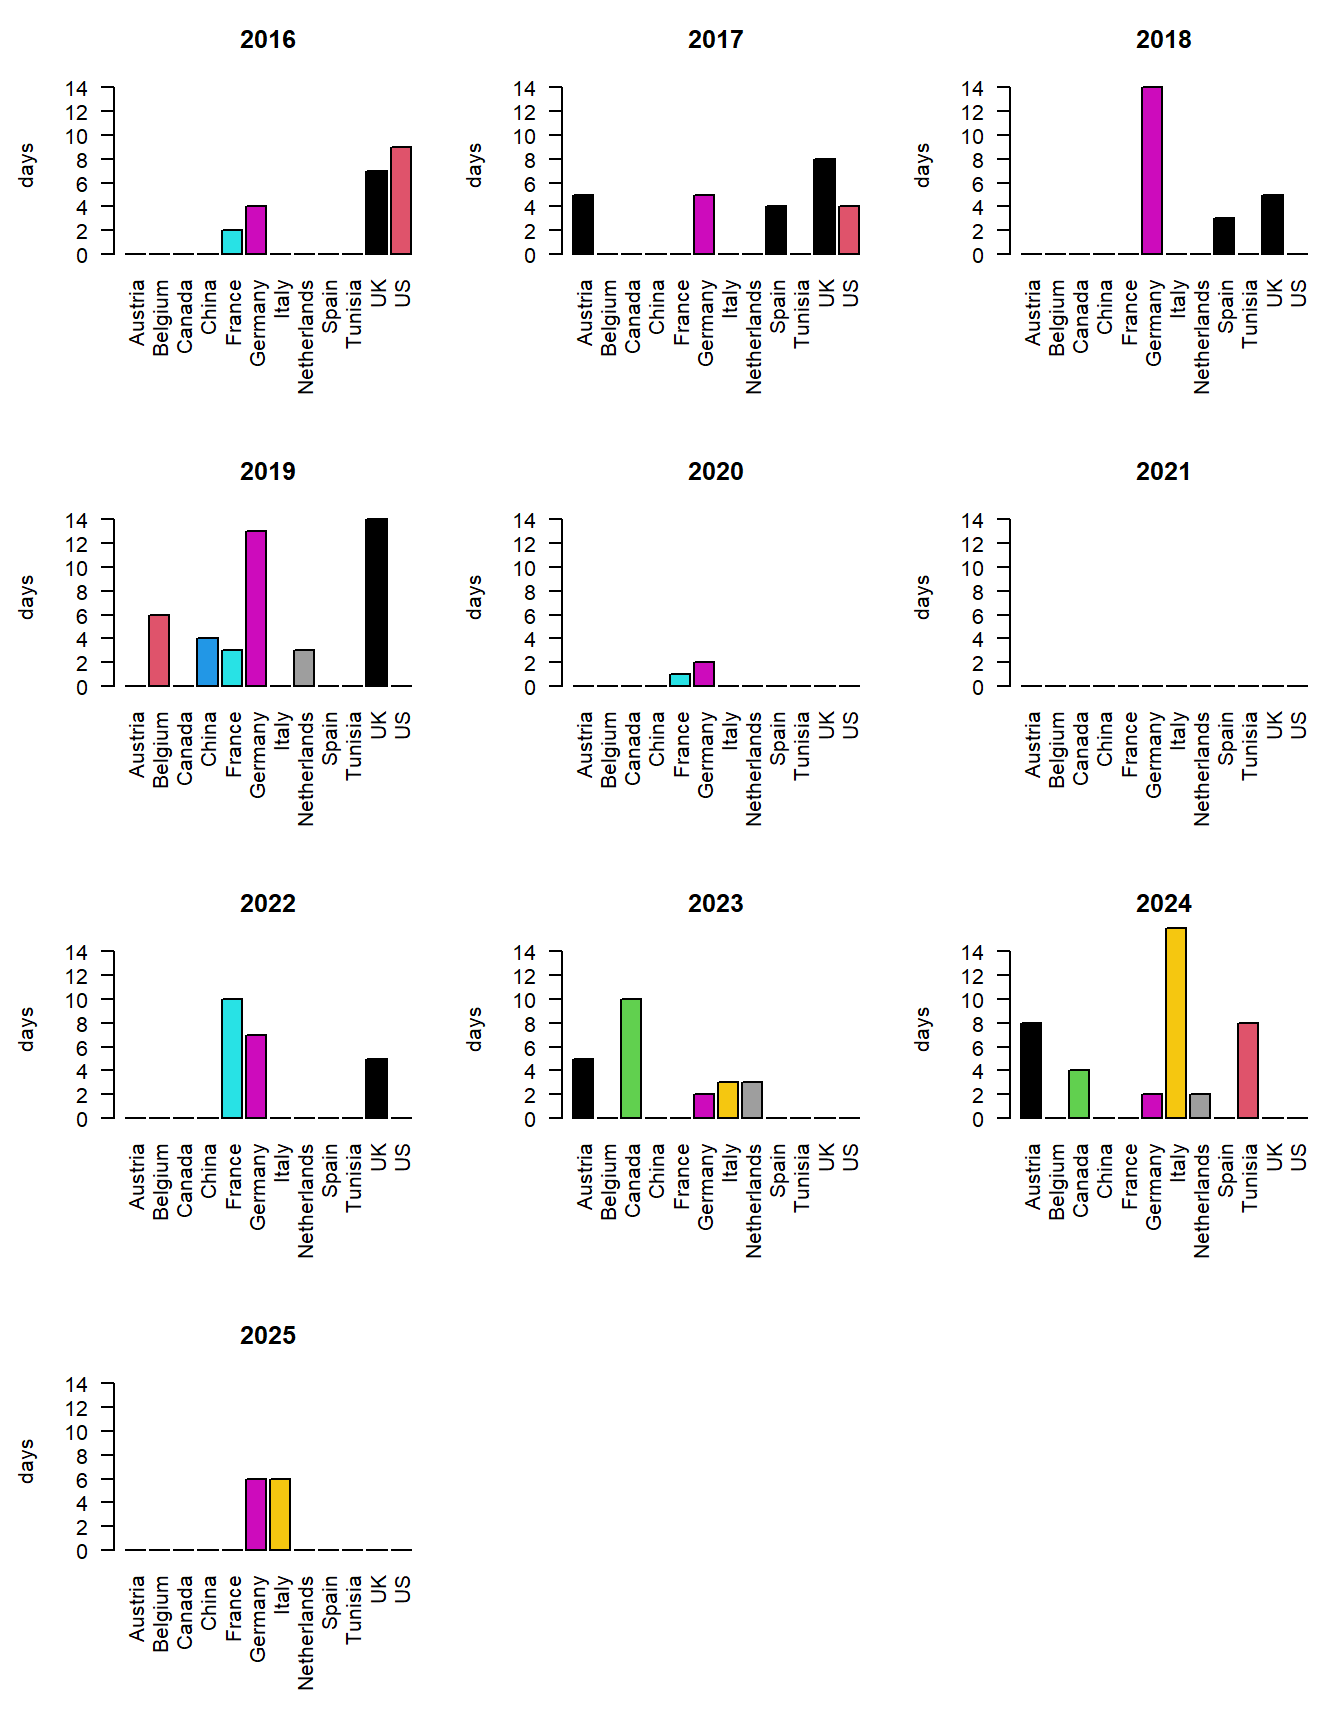 2016
days
14
12
10
8
6
4
2
0
Austria
Belgium
Canada
China
France
Germany
Italy
Netherlands
Spain
Tunisia
UK
US
2017
days
14
12
10
8
6
4
2
0
Austria
Belgium
Canada
China
France
Germany
Italy
Netherlands
Spain
Tunisia
UK
US
2018
days
14
12
10
8
6
4
2
0
Austria
Belgium
Canada
China
France
Germany
Italy
Netherlands
Spain
Tunisia
UK
US
2019
days
14
12
10
8
6
4
2
0
Austria
Belgium
Canada
China
France
Germany
Italy
Netherlands
Spain
Tunisia
UK
US
2020
days
14
12
10
8
6
4
2
0
Austria
Belgium
Canada
China
France
Germany
Italy
Netherlands
Spain
Tunisia
UK
US
2021
days
14
12
10
8
6
4
2
0
Austria
Belgium
Canada
China
France
Germany
Italy
Netherlands
Spain
Tunisia
UK
US
2022
days
14
12
10
8
6
4
2
0
Austria
Belgium
Canada
China
France
Germany
Italy
Netherlands
Spain
Tunisia
UK
US
2023
days
14
12
10
8
6
4
2
0
Austria
Belgium
Canada
China
France
Germany
Italy
Netherlands
Spain
Tunisia
UK
US
2024
days
14
12
10
8
6
4
2
0
Austria
Belgium
Canada
China
France
Germany
Italy
Netherlands
Spain
Tunisia
UK
US
2025
days
14
12
10
8
6
4
2
0
Austria
Belgium
Canada
China
France
Germany
Italy
Netherlands
Spain
Tunisia
UK
US